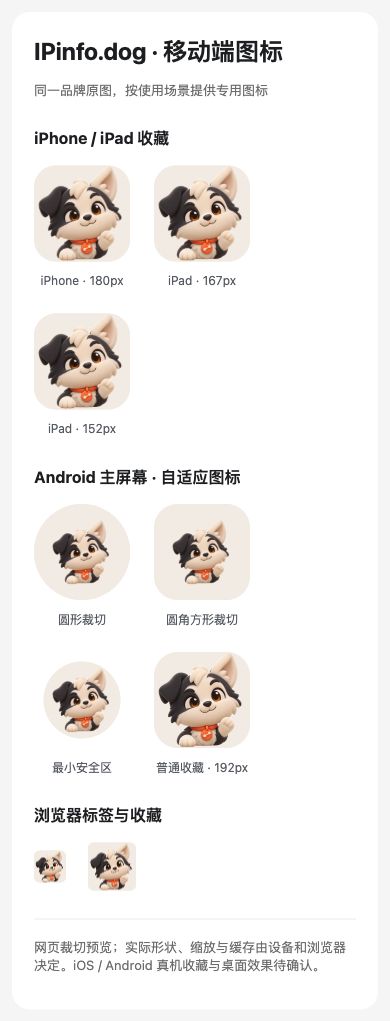 IPinfo.dog · 移动端图标
同一品牌原图，按使用场景提供专用图标
iPhone / iPad 收藏
iPhone · 180px
iPad · 167px
iPad · 152px
Android 主屏幕 · 自适应图标
圆形裁切
圆角方形裁切
最小安全区
普通收藏 · 192px
浏览器标签与收藏
网页裁切预览；实际形状、缩放与缓存由设备和浏览器
决定。iOS / Android 真机收藏与桌面效果待确认。